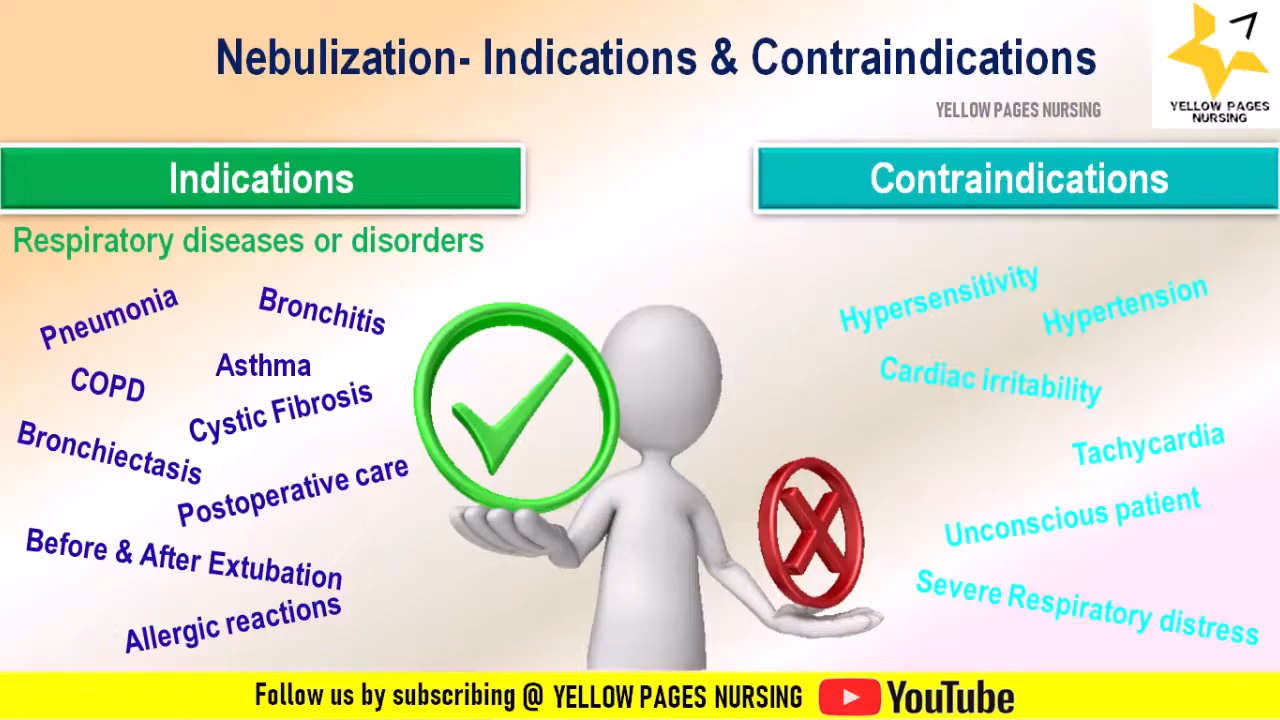 Nebulization- Indications & Contraindications
YELLOW PAGES NURSING
YELLOW PAGES
NURSING
Indications
Respiratory diseases or disorders
Pneumonia
Bronchitis
COPD
Asthma
Cystic Fibrosis
Bronchiectasis
Postoperative care
Before & After Extubation
Allergic reactions
Contraindications
Hypersensitivity
Hypertension
Cardiac irritability
Tachycardia
Unconscious patient
Severe Respiratory distress
Follow us by subscribing @ YELLOW PAGES NURSING YouTube